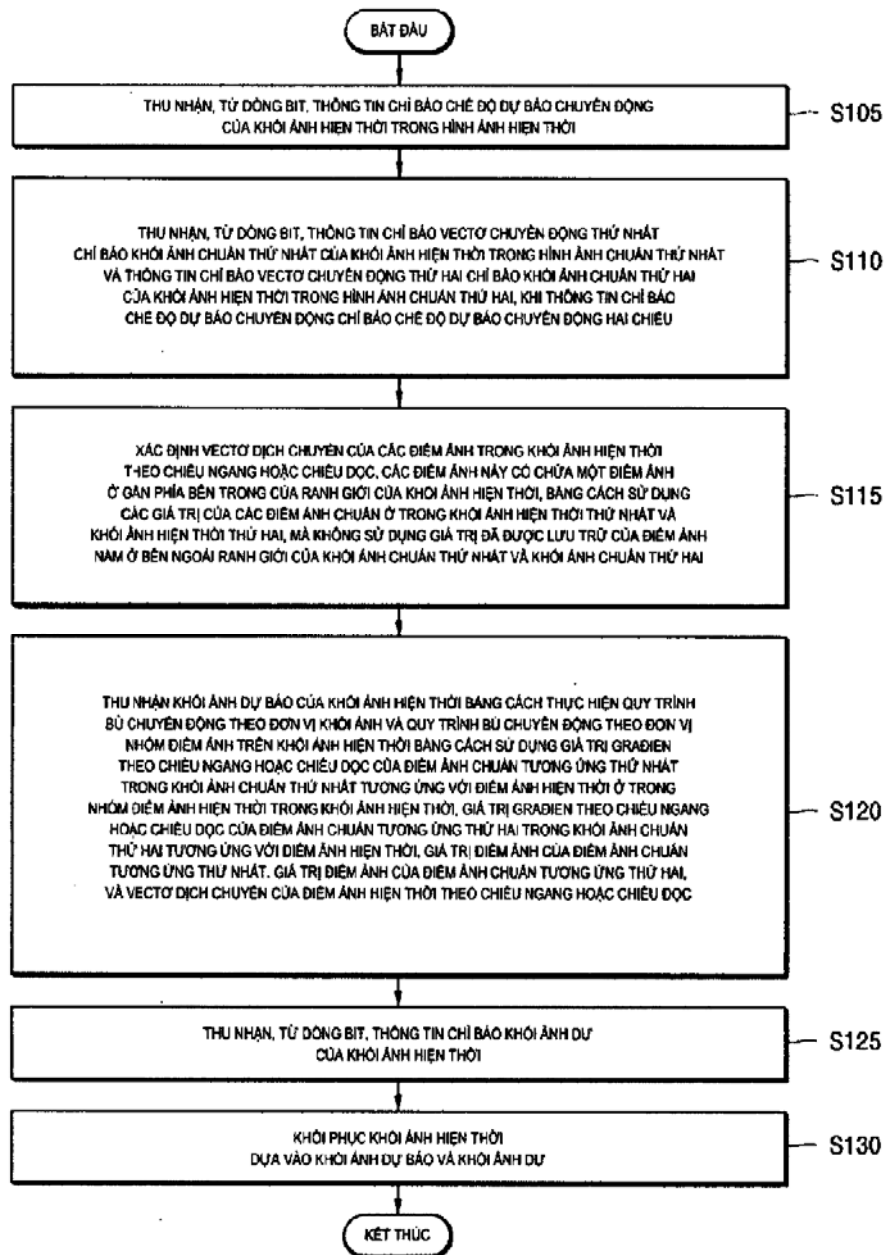 BẮT ĐẦU
THU NHẬN, TỪ DÒNG BIT, THÔNG TIN CHỈ BÁO CHẾ ĐỘ DỰ BÁO CHUYỂN ĐỘNG
CỦA KHỐI ẢNH HIỆN THỜI TRONG HÌNH ẢNH HIỆN THỜI
S105
THU NHẬN, TỪ DÒNG BIT, THÔNG TIN CHỈ BÁO VECTƠ CHUYỂN ĐỘNG THỨ NHẤT
CHỈ BÁO KHỐI ẢNH CHUẨN THỨ NHẤT CỦA KHỐI ẢNH HIỆN THỜI TRONG HÌNH ẢNH CHUẨN THỨ NHẤT
VÀ THÔNG TIN CHỈ BÁO VECTƠ CHUYỂN ĐỘNG THỨ HAI CHỈ BÁO KHỐI ẢNH CHUẨN THỨ HAI
CỦA KHỐI ẢNH HIỆN THỜI TRONG HÌNH ẢNH CHUẨN THỨ HAI, KHI THÔNG TIN CHỈ BÁO
CHẾ ĐỘ DỰ BÁO CHUYỂN ĐỘNG CHỈ BÁO CHẾ ĐỘ DỰ BÁO CHUYỂN ĐỘNG HAI CHIỀU
S110
XÁC ĐỊNH VECTƠ DỊCH CHUYỂN CỦA CÁC ĐIỂM ẢNH TRONG KHỐI ẢNH HIỆN THỜI
THEO CHIỀU NGANG HOẶC CHIỀU DỌC, CÁC ĐIỂM ẢNH NÀY CÓ CHỨA MỘT ĐIỂM ẢNH
Ở GẦN PHÍA BÊN TRONG CỦA RANH GIỚI CỦA KHỐI ẢNH HIỆN THỜI, BẰNG CÁCH SỬ DỤNG
CÁC GIÁ TRỊ CỦA CÁC ĐIỂM ẢNH CHUẨN Ở TRONG KHỐI ẢNH HIỆN THỜI THỨ NHẤT VÀ
KHỐI ẢNH HIỆN THỜI THỨ HAI, MÀ KHÔNG SỬ DỤNG GIÁ TRỊ ĐÃ ĐƯỢC LƯU TRỮ CỦA ĐIỂM ẢNH
NẰM Ở BÊN NGOÀI RANH GIỚI CỦA KHỐI ẢNH CHUẨN THỨ NHẤT VÀ KHỐI ẢNH CHUẨN THỨ HAI
S115
THU NHẬN KHỐI ẢNH DỰ BÁO CỦA KHỐI ẢNH HIỆN THỜI BẰNG CÁCH THỰC HIỆN QUY TRÌNH
BÙ CHUYỂN ĐỘNG THEO ĐƠN VỊ KHỐI ẢNH VÀ QUY TRÌNH BÙ CHUYỂN ĐỘNG THEO ĐƠN VỊ
NHÓM ĐIỂM ẢNH TRÊN KHỐI ẢNH HIỆN THỜI BẰNG CÁCH SỬ DỤNG GIÁ TRỊ GRAĐIEN
THEO CHIỀU NGANG HOẶC CHIỀU DỌC CỦA ĐIỂM ẢNH CHUẨN TƯƠNG ỨNG THỨ NHẤT
TRONG KHỐI ẢNH CHUẨN THỨ NHẤT TƯƠNG ỨNG VỚI ĐIỂM ẢNH HIỆN THỜI Ở TRONG
NHÓM ĐIỂM ẢNH HIỆN THỜI TRONG KHỐI ẢNH HIỆN THỜI, GIÁ TRỊ GRAĐIEN THEO CHIỀU NGANG
HOẶC CHIỀU DỌC CỦA ĐIỂM ẢNH CHUẨN TƯƠNG ỨNG THỨ HAI TRONG KHỐI ẢNH CHUẨN
THỨ HAI TƯƠNG ỨNG VỚI ĐIỂM ẢNH HIỆN THỜI, GIÁ TRỊ ĐIỂM ẢNH CỦA ĐIỂM ẢNH CHUẨN
TƯƠNG ỨNG THỨ NHẤT, GIÁ TRỊ ĐIỂM ẢNH CỦA ĐIỂM ẢNH CHUẨN TƯƠNG ỨNG THỨ HAI,
VÀ VECTƠ DỊCH CHUYỂN CỦA ĐIỂM ẢNH HIỆN THỜI THEO CHIỀU NGANG HOẶC CHIỀU DỌC
S120
THU NHẬN, TỪ DÒNG BIT, THÔNG TIN CHỈ BÁO KHỐI ẢNH DƯ
CỦA KHỐI ẢNH HIỆN THỜI
S125
KHÔI PHỤC KHỐI ẢNH HIỆN THỜI
DỰA VÀO KHỐI ẢNH DỰ BÁO VÀ KHỐI ẢNH DƯ
S130
KẾT THÚC